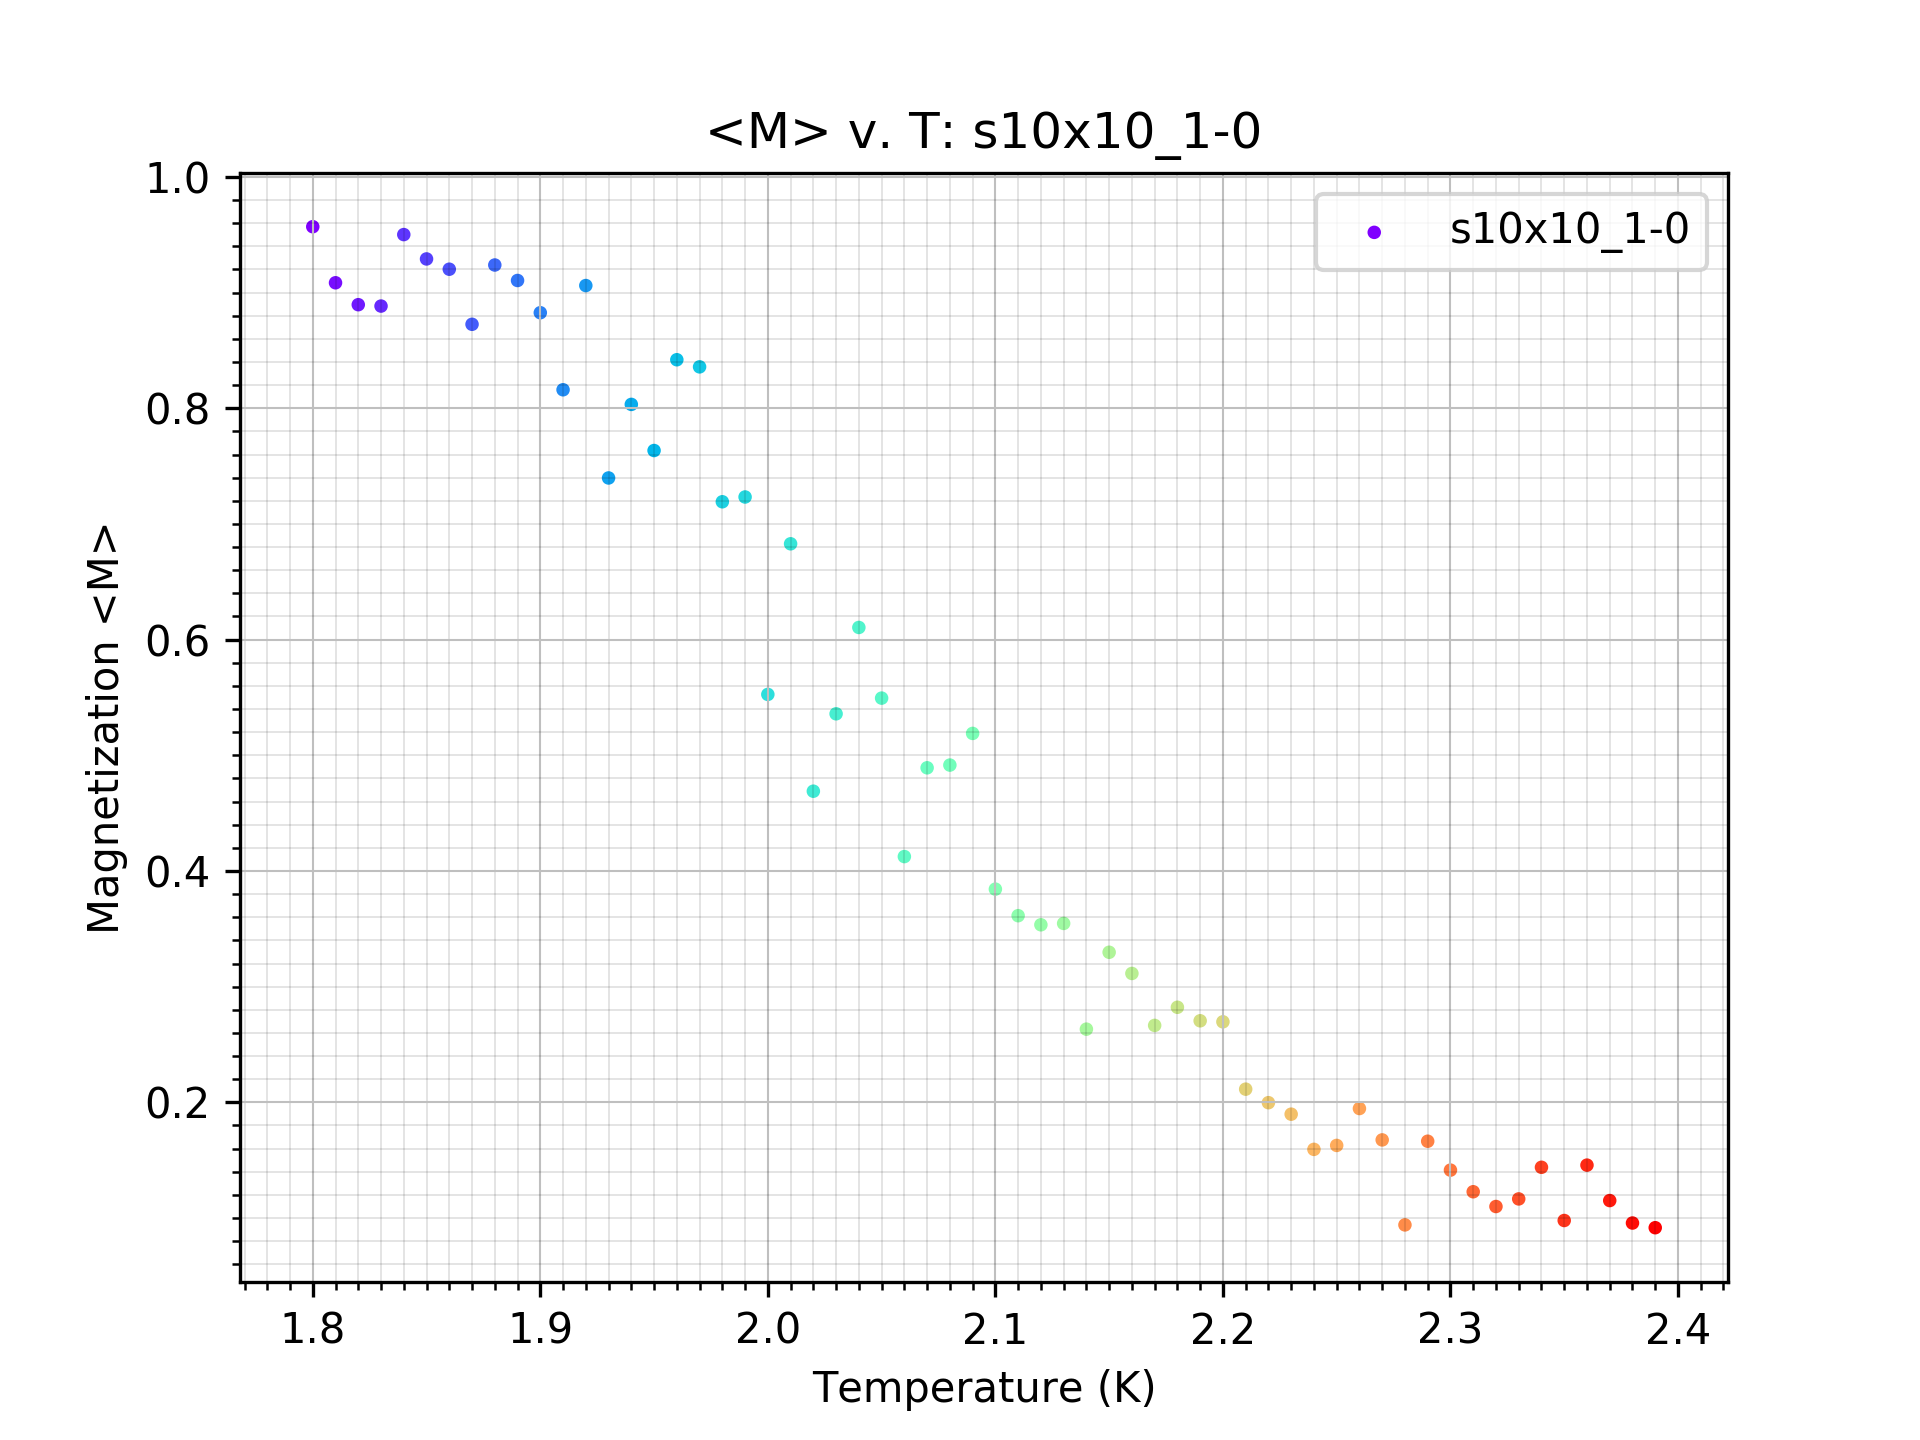 <M> v. T: s10x10_1-0
s10x10_1-0
1.0
0.8
0.6
0.4
0.2
Magnetization <M>
1.8 1.9 2.0 2.1 2.2 2.3 2.4
Temperature (K)